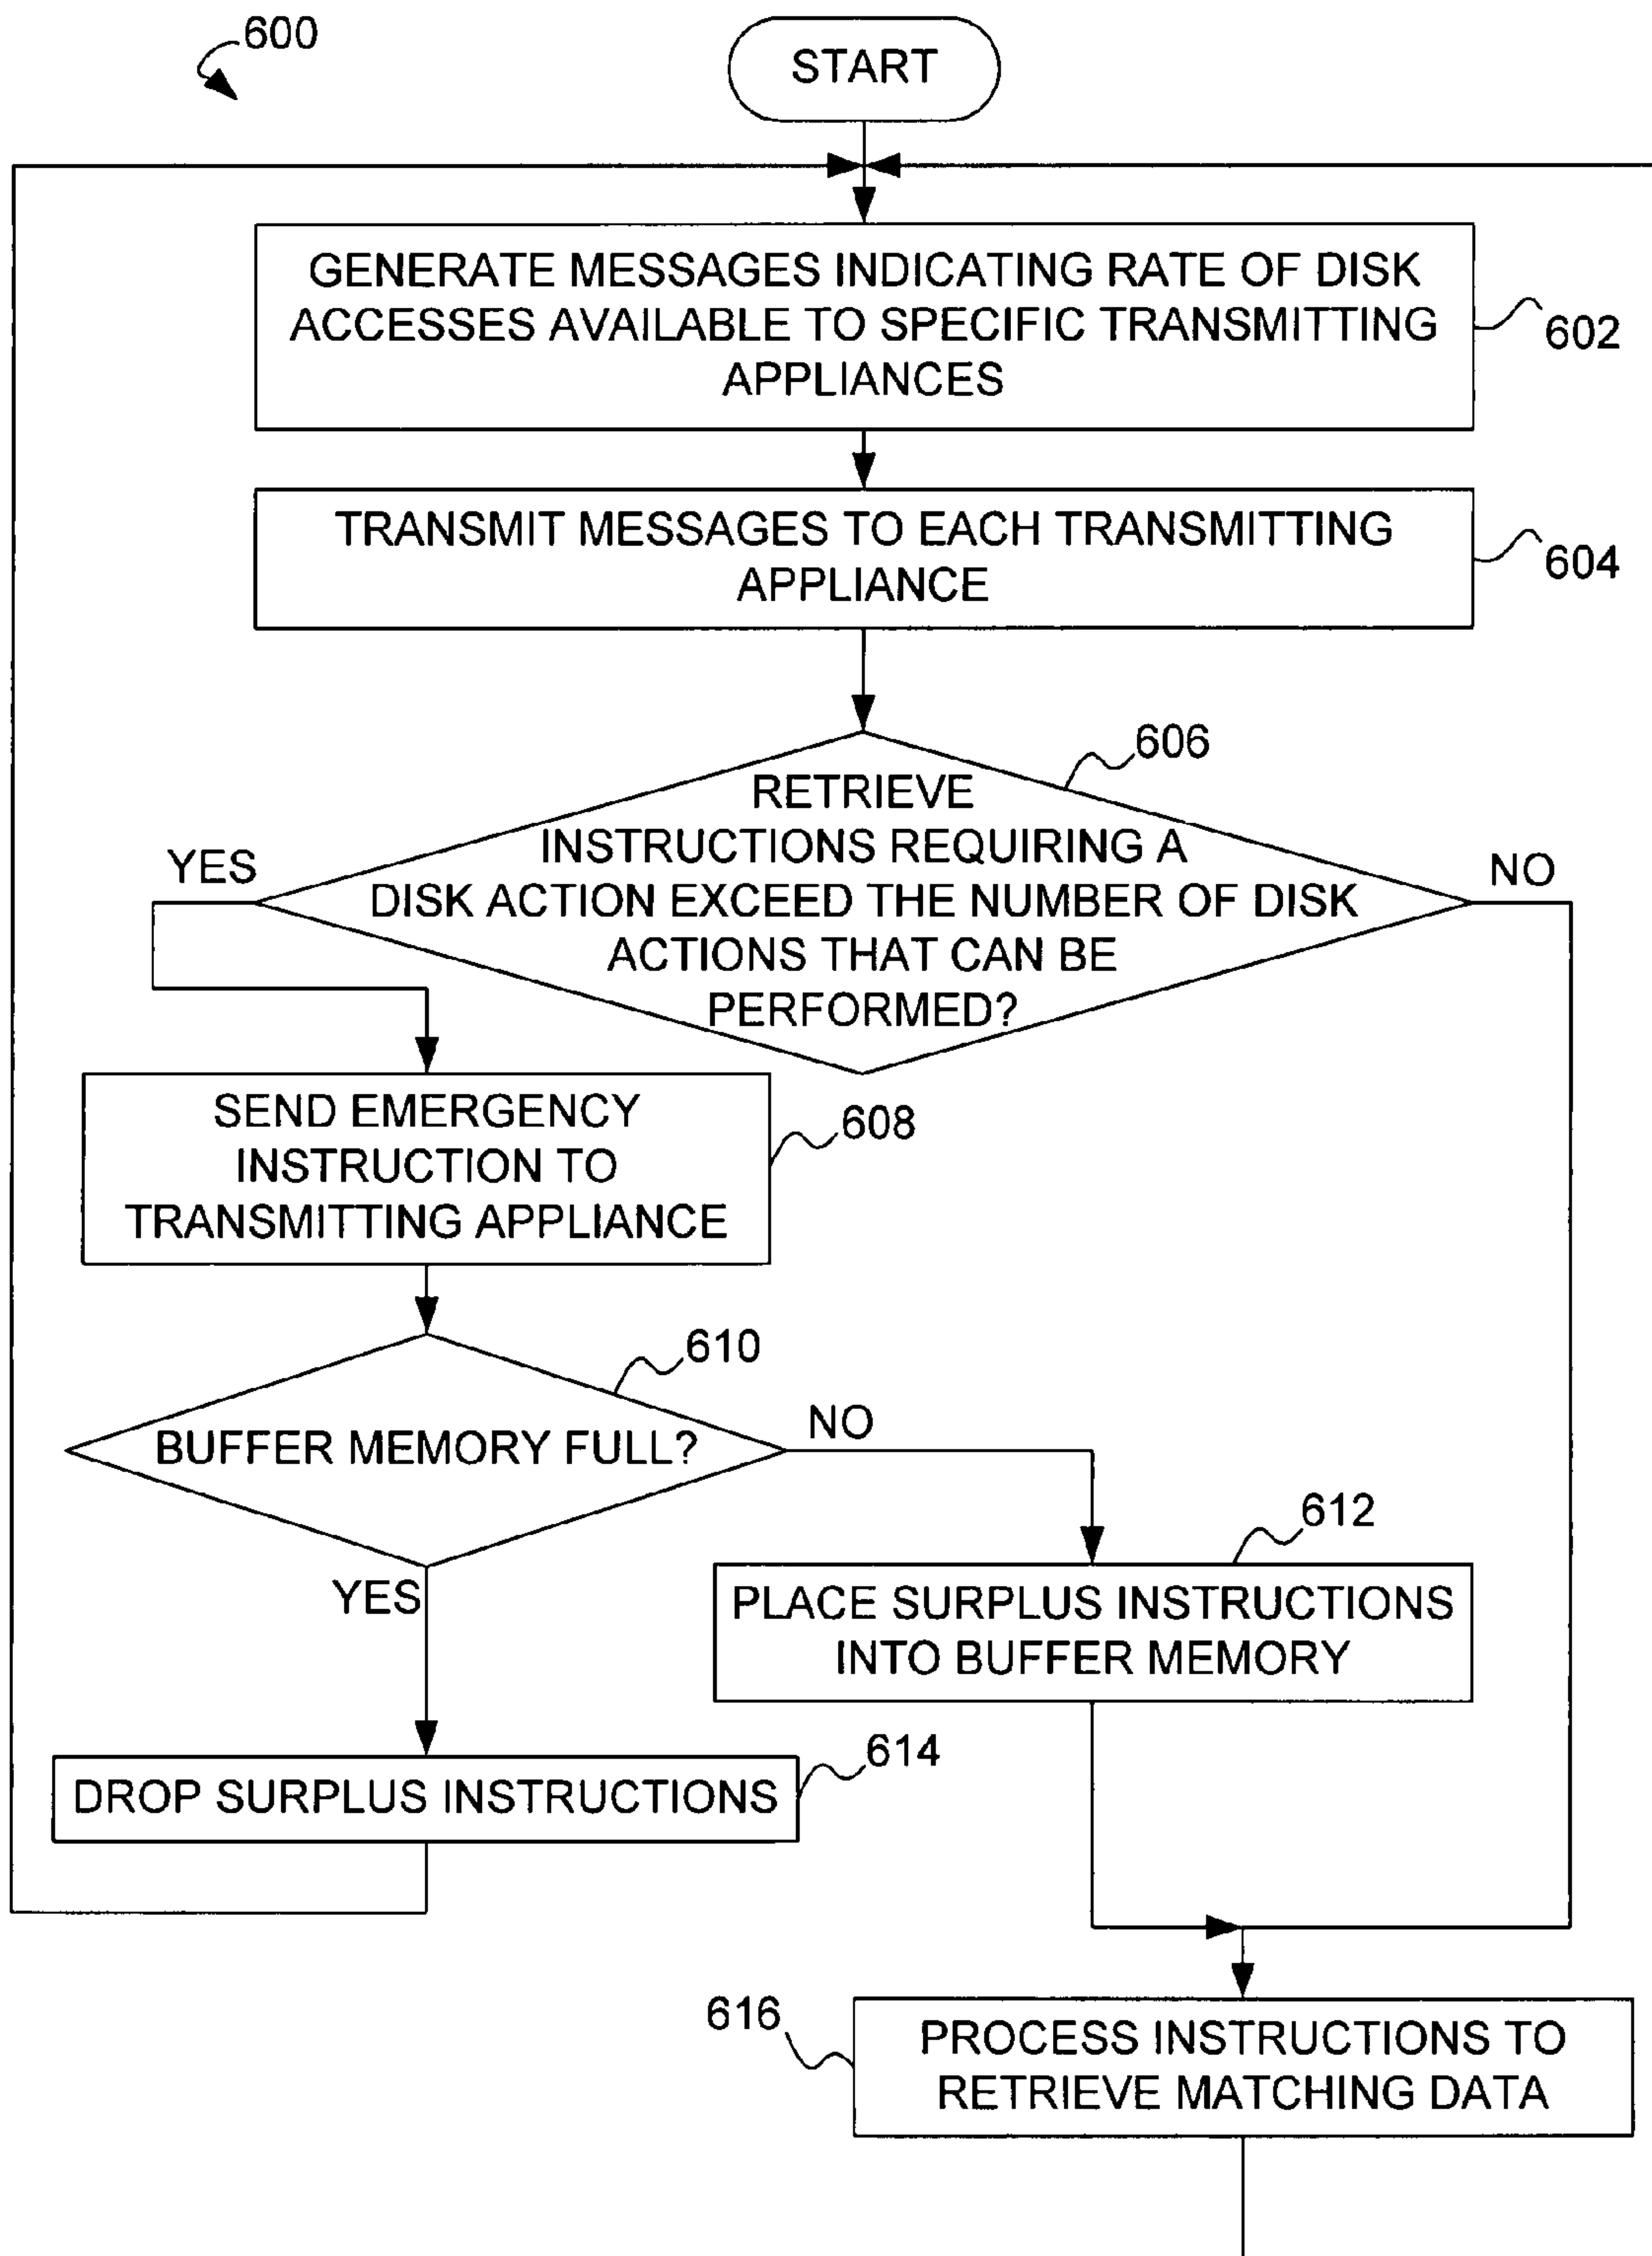 600
START
GENERATE MESSAGES INDICATING RATE OF DISK
ACCESSES AVAILABLE TO SPECIFIC TRANSMITTING
APPLIANCES
602
TRANSMIT MESSAGES TO EACH TRANSMITTING
APPLIANCE
604
606
RETRIEVE
INSTRUCTIONS REQUIRING A
DISK ACTION EXCEED THE NUMBER OF DISK
ACTIONS THAT CAN BE
PERFORMED?
YES
NO
SEND EMERGENCY
INSTRUCTION TO
TRANSMITTING APPLIANCE
608
610
BUFFER MEMORY FULL?
NO
YES
612
PLACE SURPLUS INSTRUCTIONS
INTO BUFFER MEMORY
614
DROP SURPLUS INSTRUCTIONS
616
PROCESS INSTRUCTIONS TO
RETRIEVE MATCHING DATA